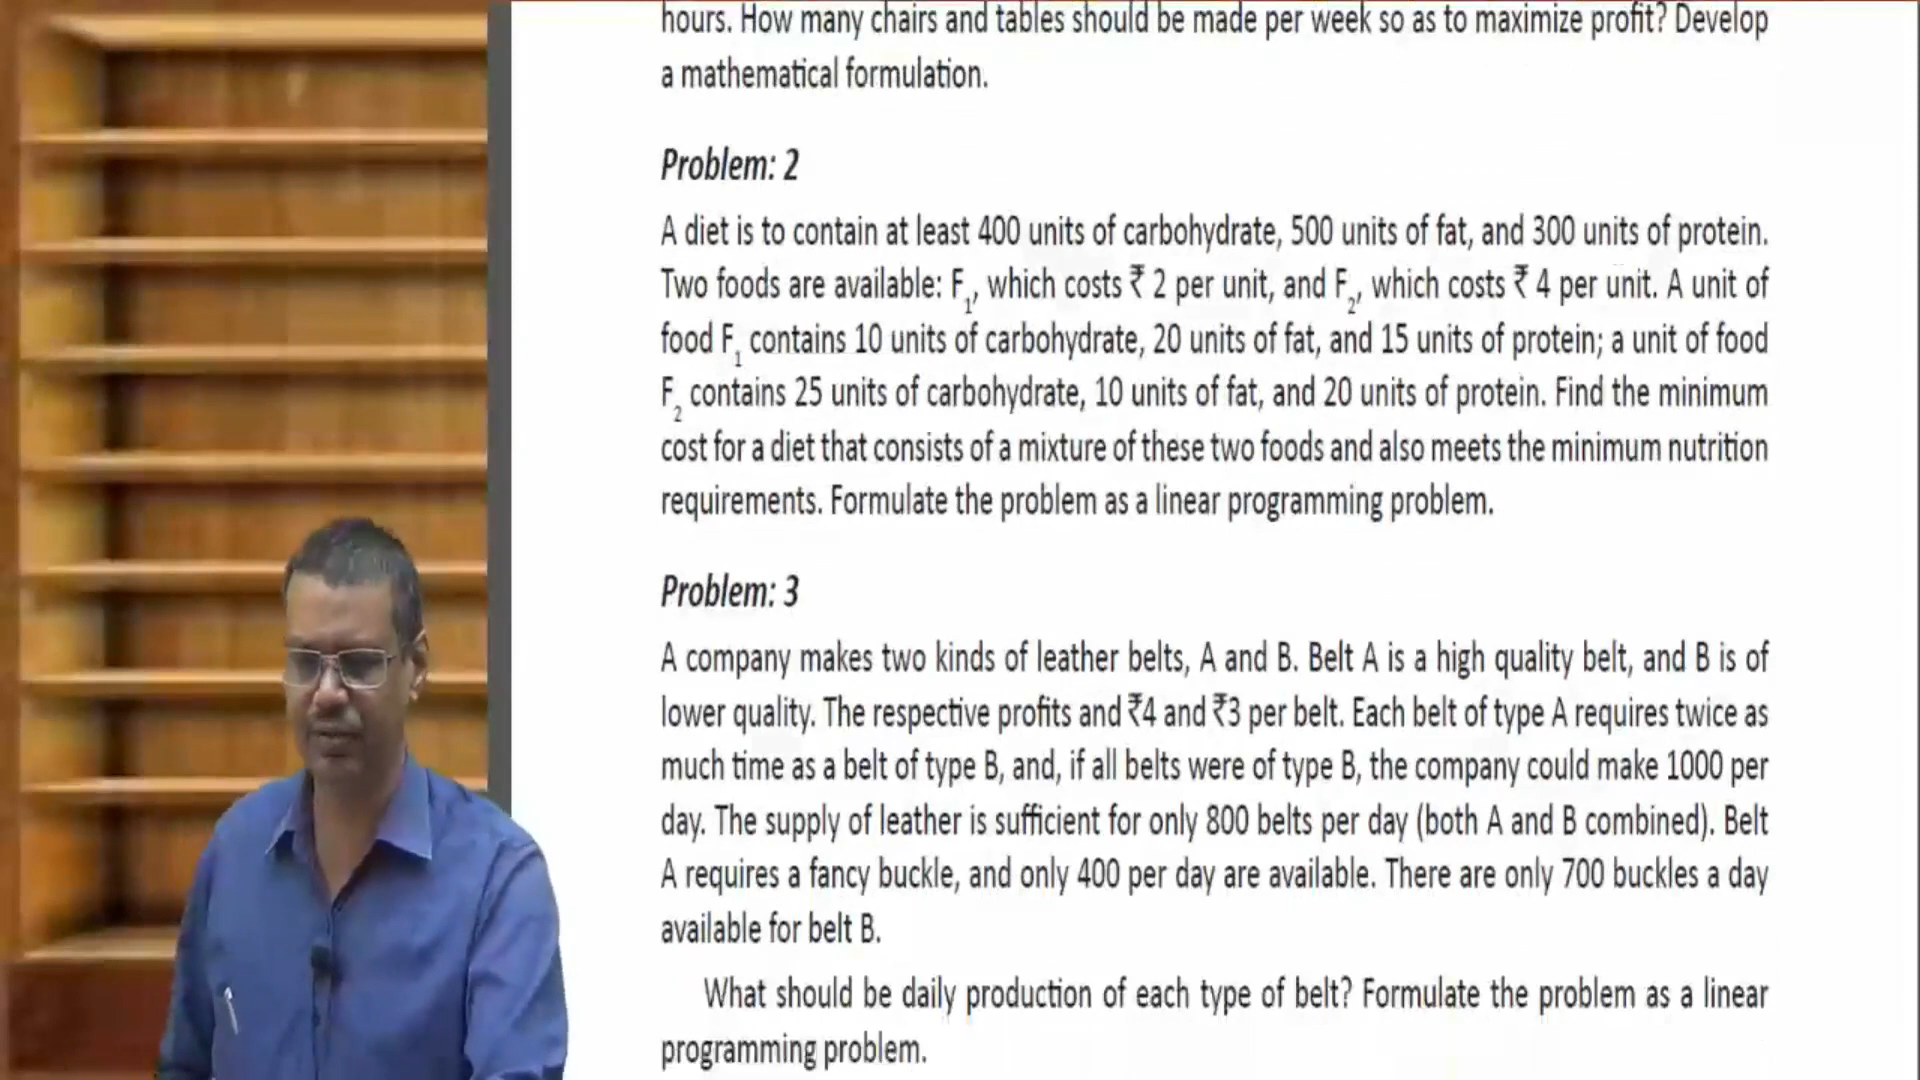 hours. How many chairs and tables should be made per week so as to maximize profit? Develop
a mathematical formulation.
Problem: 2
A diet is to contain at least 400 units of carbohydrate, 500 units of fat, and 300 units of protein.
Two foods are available: F₁, which costs ₹ 2 per unit, and F₂, which costs ₹ 4 per unit. A unit of
food F₁ contains 10 units of carbohydrate, 20 units of fat, and 15 units of protein; a unit of food
F₂ contains 25 units of carbohydrate, 10 units of fat, and 20 units of protein. Find the minimum
cost for a diet that consists of a mixture of these two foods and also meets the minimum nutrition
requirements. Formulate the problem as a linear programming problem.
Problem: 3
A company makes two kinds of leather belts, A and B. Belt A is a high quality belt, and B is of
lower quality. The respective profits and ₹4 and ₹3 per belt. Each belt of type A requires twice as
much time as a belt of type B, and, if all belts were of type B, the company could make 1000 per
day. The supply of leather is sufficient for only 800 belts per day (both A and B combined). Belt
A requires a fancy buckle, and only 400 per day are available. There are only 700 buckles a day
available for belt B.
What should be daily production of each type of belt? Formulate the problem as a linear
programming problem.